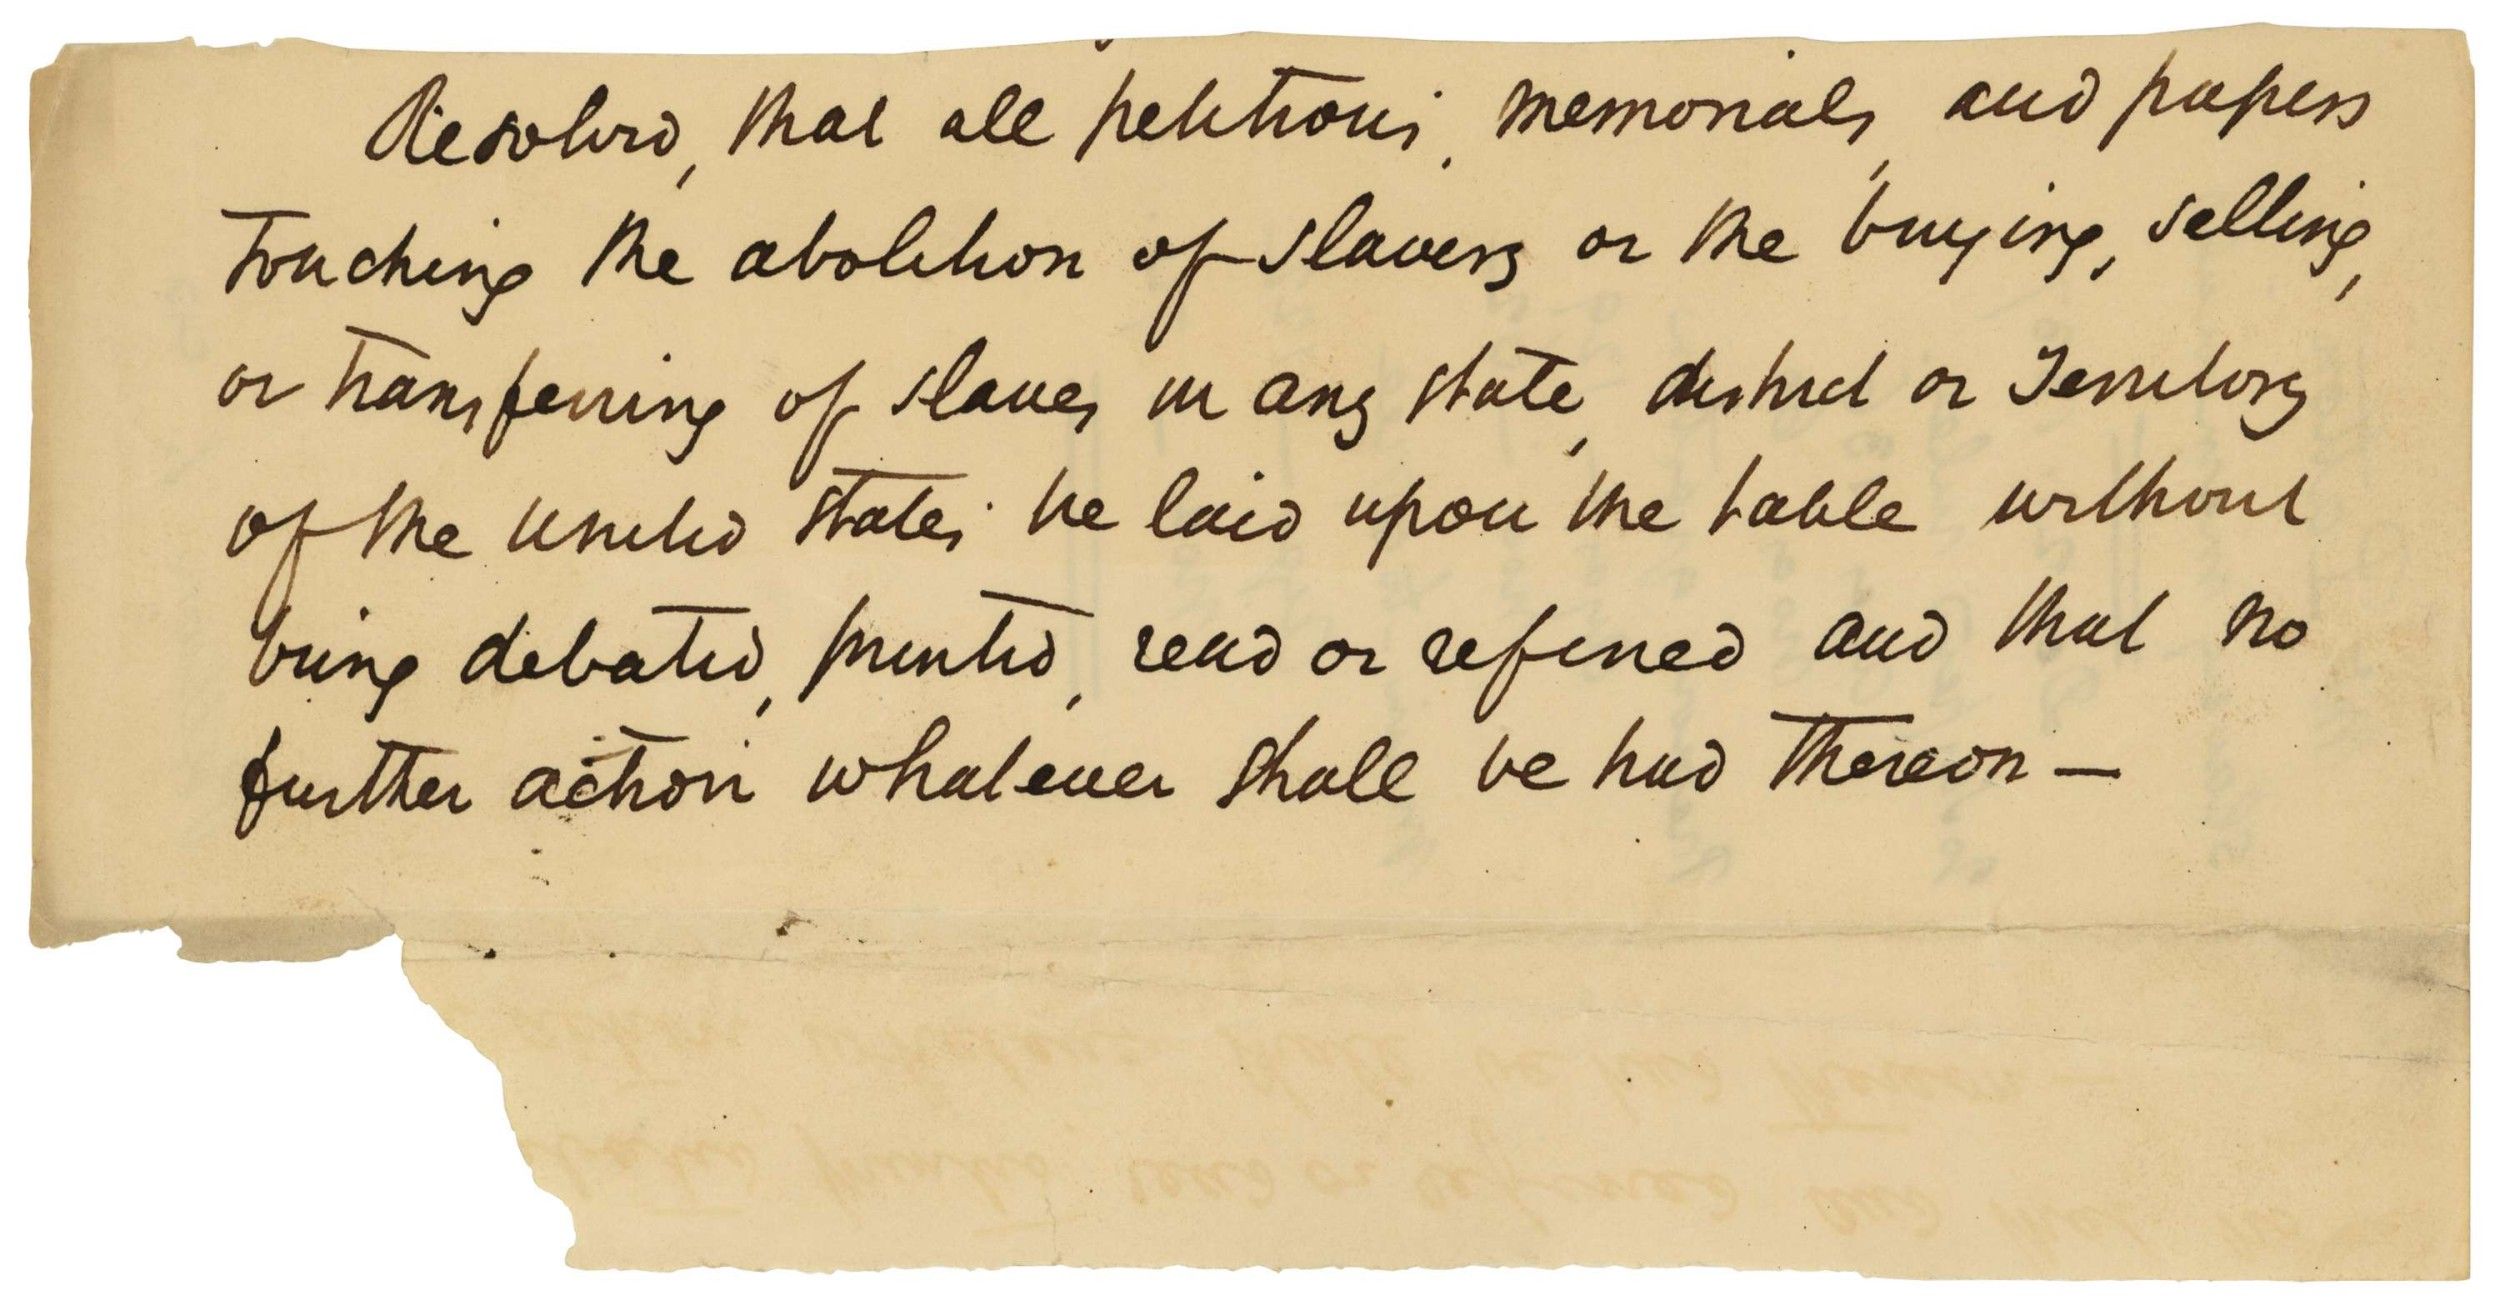 Resolved, that all petitions, memorials, and papers
touching the abolition of slavery or the buying, selling,
or transferring of slaves in any state, district or Territory
of the United States be laid upon the table without
being debated, printed, read or referred and that no
further action whatever shall be had thereon —